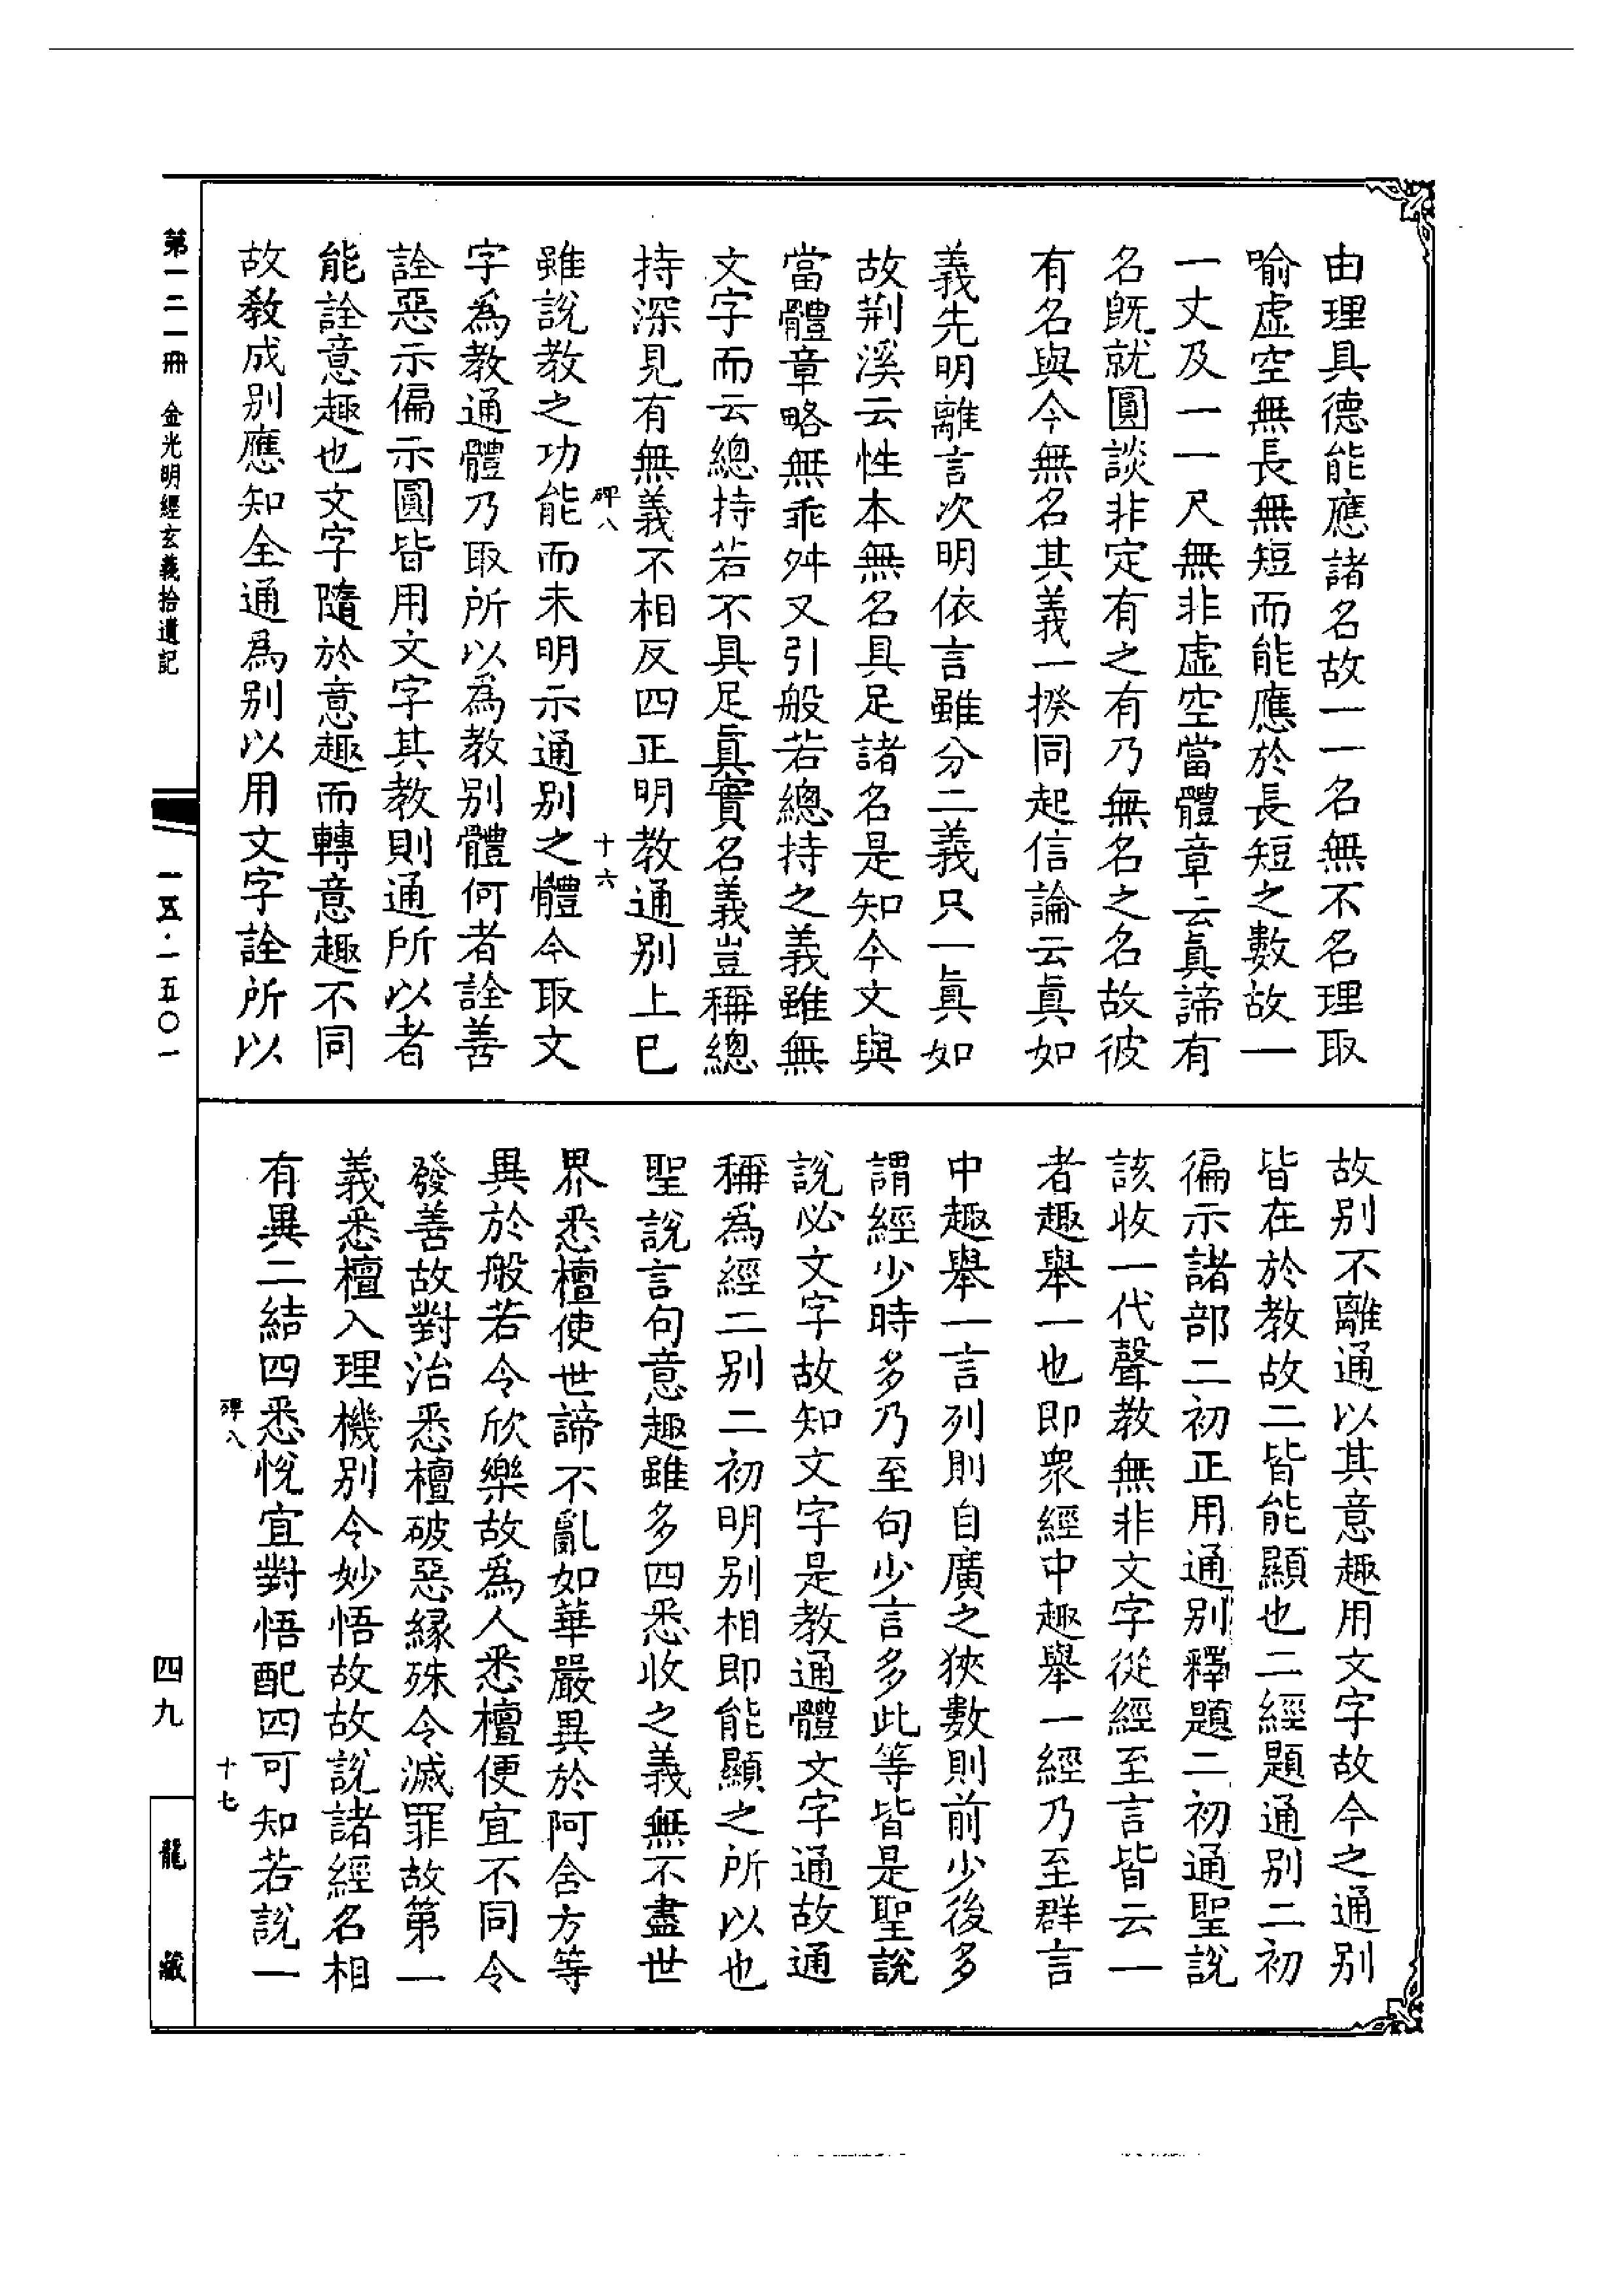 由理具德能應諸名故一一名無不名理取
喻虛空無長無短而能應於長短之數故一
一丈及一一尺無非虛空當體章云眞諦有
名旣就圓談非定有之有乃無名之名故彼
有名與今無名其義一揆同起信論云眞如
義先明離言次明依言雖分二義只一眞如
故荆溪云性本無名具足諸名是知今文與
當體章略無乖舛又引般若總持之義雖無
文字而云總持若不具足眞實名義豈稱總
持深見有無義不相反四正明教通別上已
碑八
十六
雖說教之功能而未明示通別之體今取文
字爲教通體乃取所以爲教別體何者詮善
詮惡示偏示圓皆用文字其教則通所以者
能詮意趣也文字隨於意趣而轉意趣不同
故教成別應知全通爲別以用文字詮所以
故別不離通以其意趣用文字故今之通別
皆在於教故二皆能顯也二經題通別二初
徧示諸部二初正用通別釋題二初通聖說
該收一代聲教無非文字從經至言皆云一
者趣舉一也即衆經中趣舉一經乃至群言
中趣舉一言列則自廣之狹數則前少後多
謂經少時多乃至句少言多此等皆是聖說
說必文字故知文字是教通體文字通故通
稱爲經二別二初明別相即能顯之所以也
聖說言句意趣雖多四悉收之義無不盡世
界悉檀使世諦不亂如華嚴異於阿含方等
異於般若令欣樂故爲人悉檀便宜不同令
發善故對治悉檀破惡緣殊令滅罪故第一
義悉檀入理機別令妙悟故故說諸經名相
有異二結四悉悅宜對悟配四可知若說一
碑八
十七
第一二一冊 金光明經玄義拾遺記
一五·一五〇一
四九
龍藏